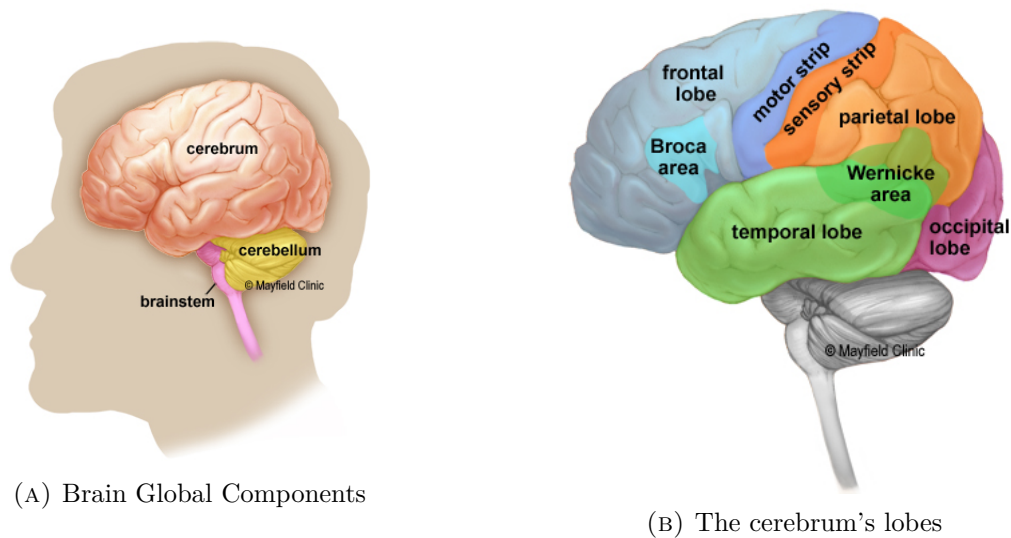 cerebrum
cerebellum
© Mayfield Clinic
brainstem
(A) Brain Global Components
frontal
lobe
motor strip
sensory strip
parietal lobe
Broca
area
Wernicke
area
temporal lobe
occipital
lobe
© Mayfield Clinic
(B) The cerebrum's lobes